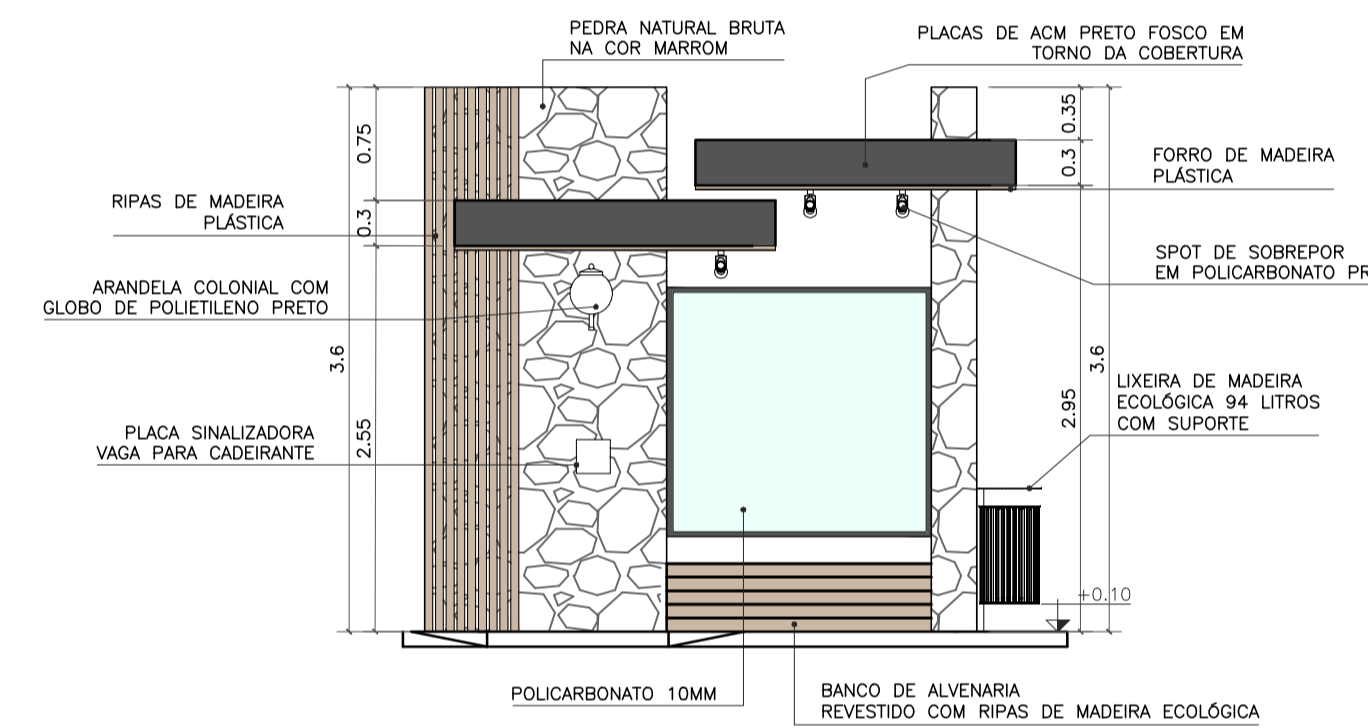 PEDRA NATURAL BRUTA
NA COR MARROM
PLACAS DE ACM PRETO FOSCO EM
TORNO DA COBERTURA
0.75
0.35
0.3
FORRO DE MADEIRA
PLÁSTICA
RIPAS DE MADEIRA
PLÁSTICA
0.3
SPOT DE SOBREPOR
EM POLICARBONATO PR
ARANDELA COLONIAL COM
GLOBO DE POLIETILENO PRETO
3.6
3.6
LIXEIRA DE MADEIRA
ECOLÓGICA 94 LITROS
COM SUPORTE
2.95
PLACA SINALIZADORA
VAGA PARA CADEIRANTE
2.55
+0.10
POLICARBONATO 10MM
BANCO DE ALVENARIA
REVESTIDO COM RIPAS DE MADEIRA ECOLÓGICA